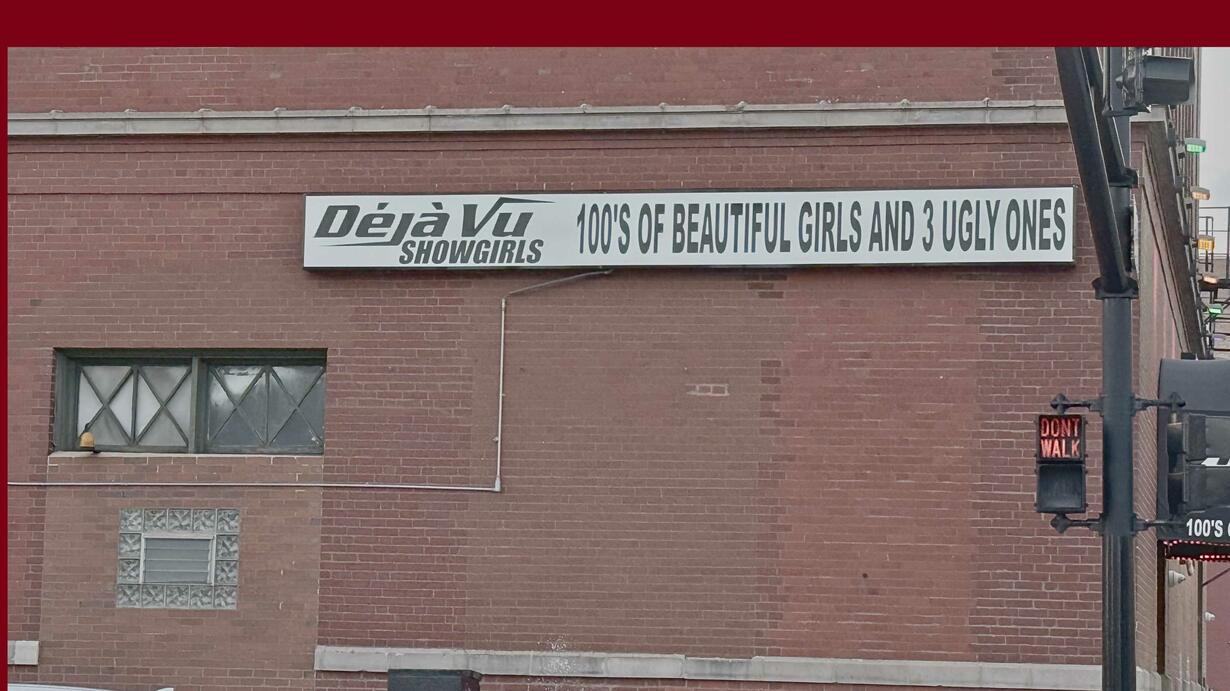 Déjà Vu
SHOWGIRLS
100'S OF BEAUTIFUL GIRLS AND 3 UGLY ONES
DONT
WALK
100'S